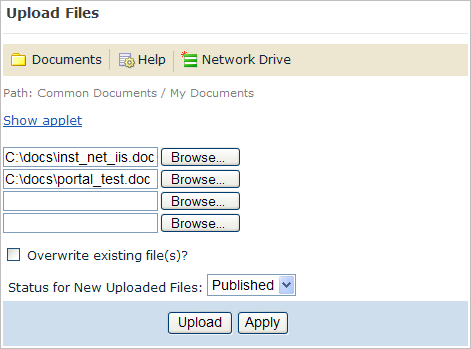 Upload Files
Documents Help Network Drive
Path: Common Documents / My Documents
Show applet
C:\docs\inst_net_iis.doc Browse...
C:\docs\portal_test.doc Browse...
Browse...
Browse...
Overwrite existing file(s)?
Status for New Uploaded Files: Published
Upload Apply